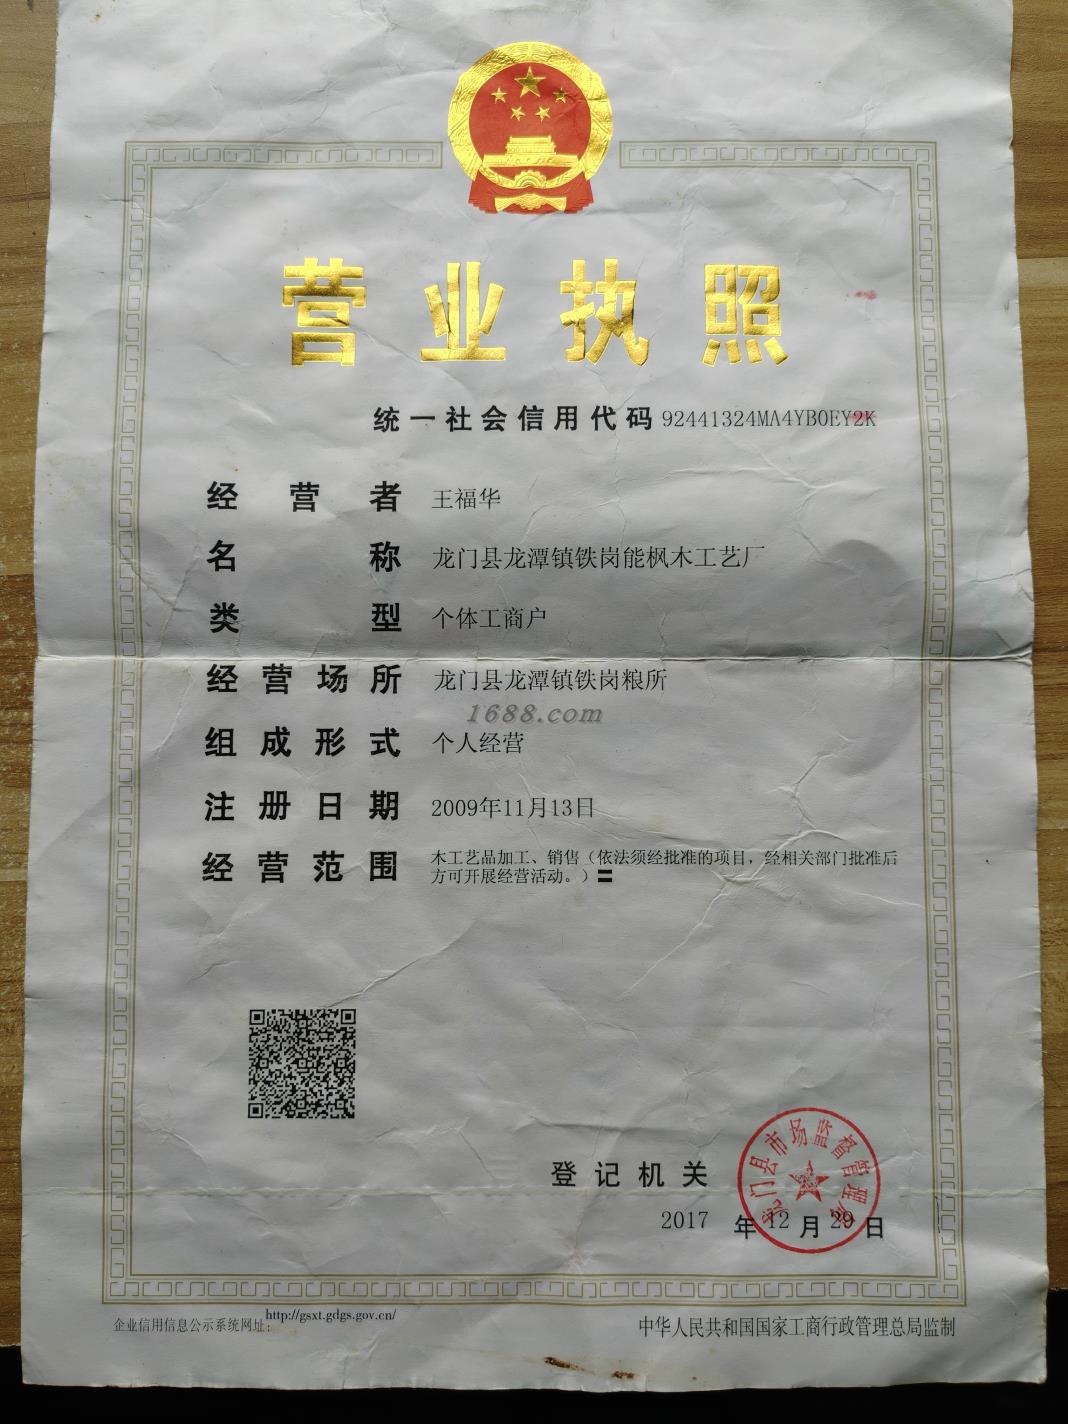 营业执照
统一社会信用代码 92441324MA4YB0EY2K
经营者 王福华
名称 龙门县龙潭镇铁岗能枫木工艺厂
类型 个体工商户
经营场所 龙门县龙潭镇铁岗粮所
1688.com
组成形式 个人经营
注册日期 2009年11月13日
经营范围 木工艺品加工、销售（依法须经批准的项目，经相关部门批准后
方可开展经营活动。）〓
龙门县市场监督管理局
登记机关
2017 年 12 月 29 日
企业信用信息公示系统网址： http://gsxt.gdgs.gov.cn/
中华人民共和国国家工商行政管理总局监制